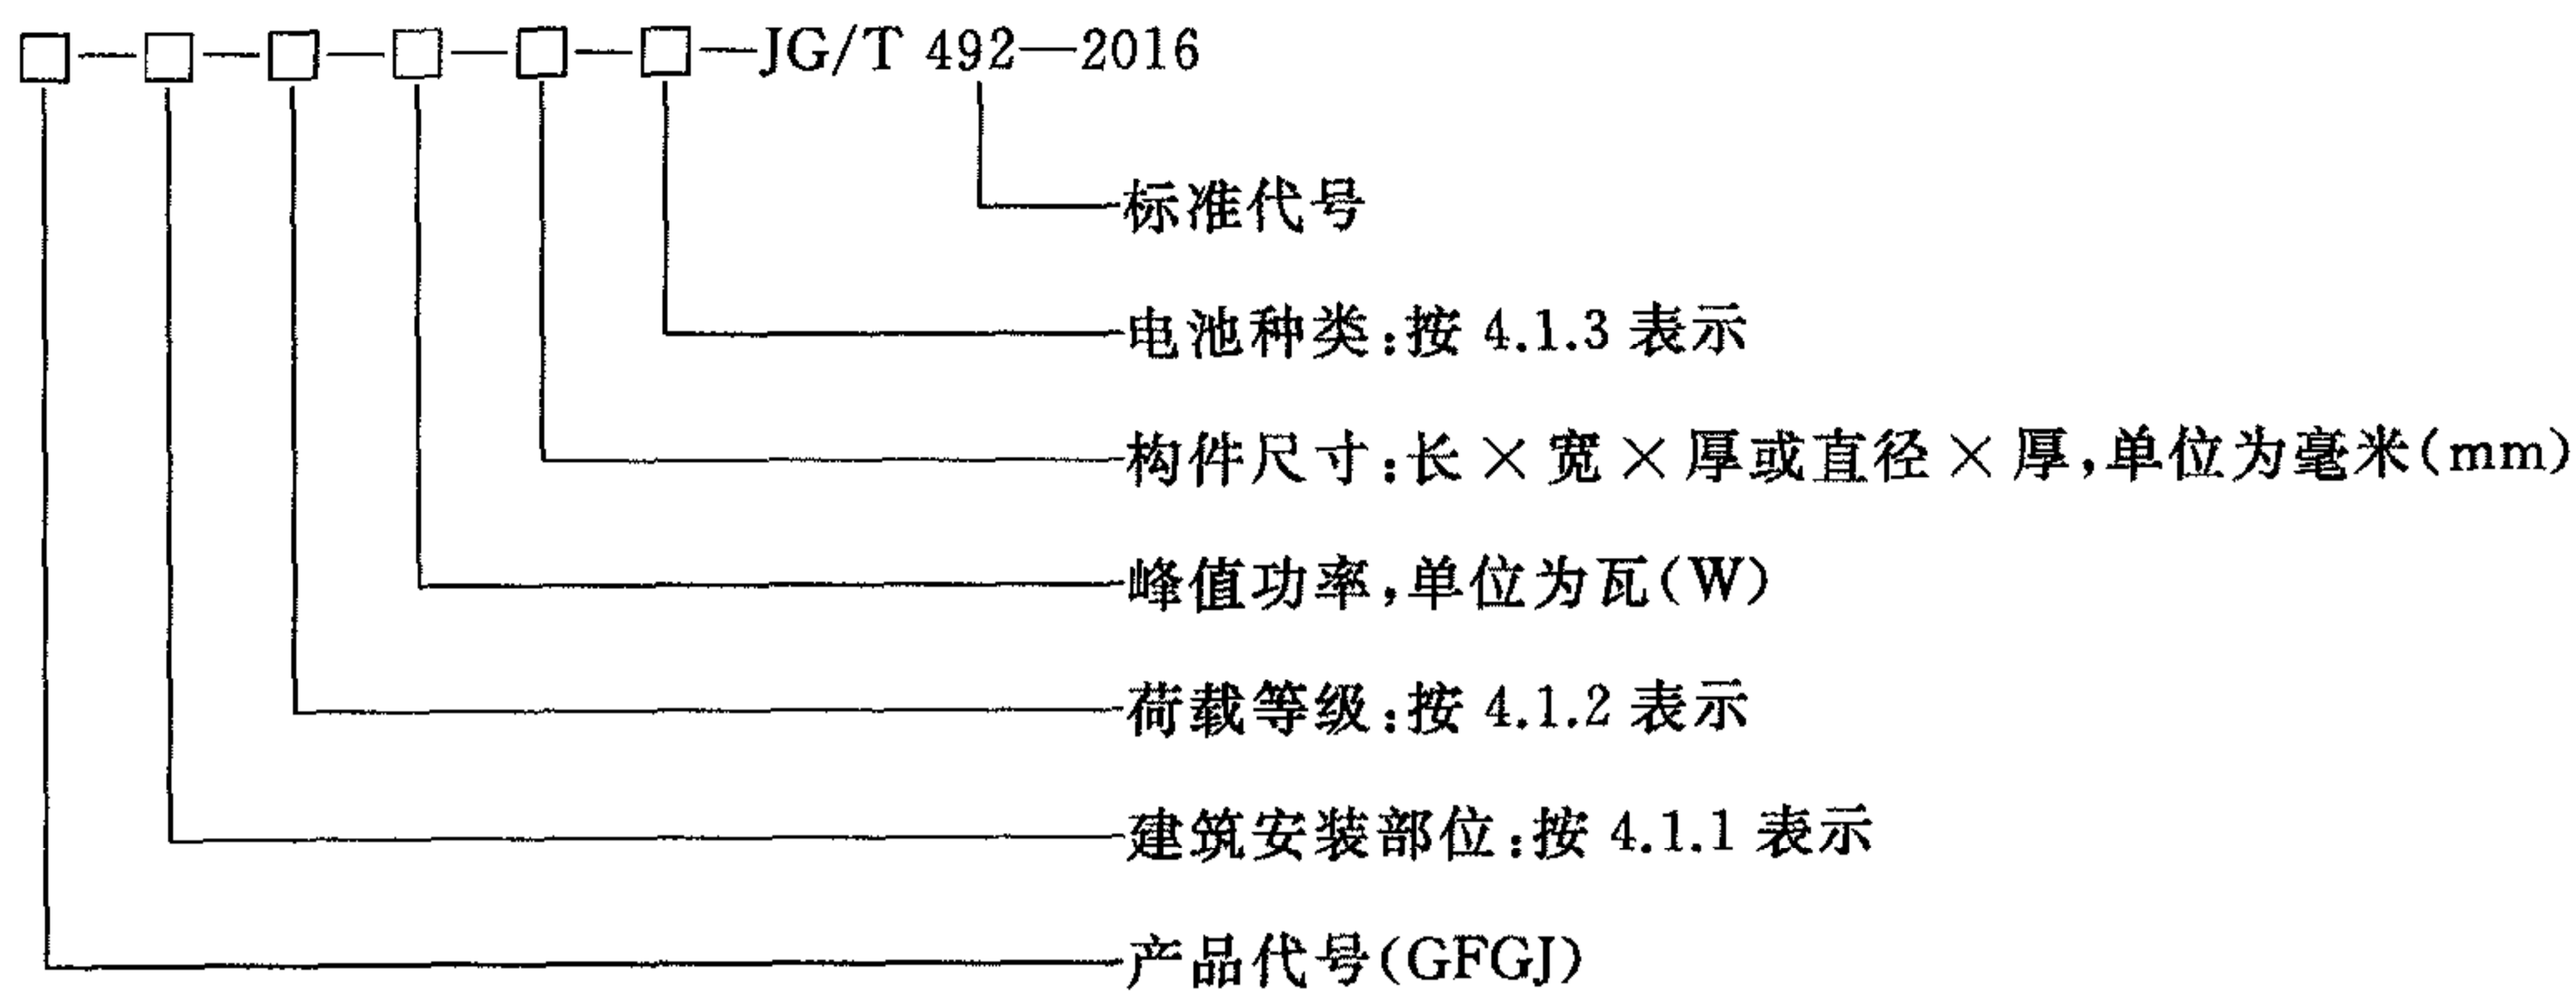 □—□—□—□—□—□—JG/T 492—2016
标准代号
电池种类:按 4.1.3 表示
构件尺寸:长×宽×厚或直径×厚,单位为毫米(mm)
峰值功率,单位为瓦(W)
荷载等级:按 4.1.2 表示
建筑安装部位:按 4.1.1 表示
产品代号(GFGJ)